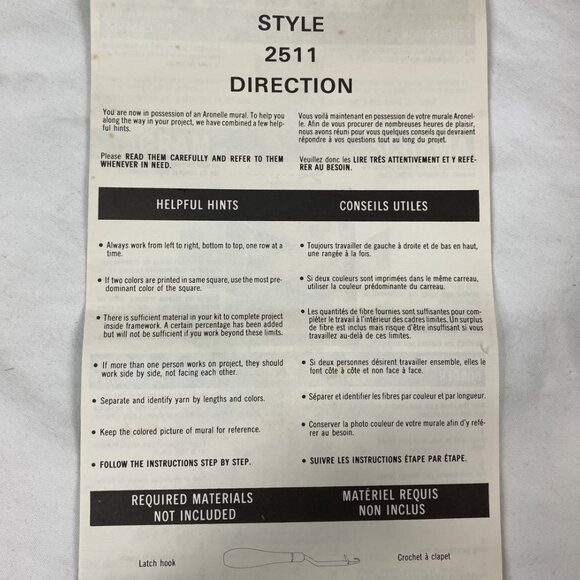 STYLE
2511
DIRECTION
You are now in possession of an Aronelle mural. To help you
along the way in your project, we have combined a few help-
ful hints.
Please READ THEM CAREFULLY AND REFER TO THEM
WHENEVER IN NEED.
Vous voilà maintenant en possession de votre murale Aronel-
le. Afin de vous procurer de nombreuses heures de plaisir,
nous avons réuni pour vous quelques conseils qui devraient
répondre à vos questions tout au long du projet.
Veuillez donc les LIRE TRÉS ATTENTIVEMENT ET Y RÉFÉ-
RER AU BESOIN.
HELPFUL HINTS
CONSEILS UTILES
• Always work from left to right, bottom to top, one row at a
time.
• If two colors are printed in same square, use the most pre-
dominant color of the square.
• There is sufficient material in your kit to complete project
inside framework. A certain percentage has been added
but will not be sufficient if you work beyond these limits.
• If more than one person works on project, they should
work side by side, not facing each other.
• Separate and identify yarn by lengths and colors.
• Keep the colored picture of mural for reference.
• FOLLOW THE INSTRUCTIONS STEP BY STEP.
• Toujours travailler de gauche à droite et de bas en haut,
une rangée à la fois.
• Si deux couleurs sont imprimées dans le même carreau,
utiliser la couleur prédominante du carreau.
• Les quantités de fibre fournies sont suffisantes pour com-
pléter le travail à l'intérieur des cadres limites. Un surplus
de fibre est inclus mais risque d'être insuffisant si vous
travaillez au-delà de ces limites.
• Si deux personnes désirent travailler ensemble, elles le
font côte à côte et non face à face.
• Séparer et identifier les fibres par couleur et par longueur.
• Conserver la photo couleur de votre murale afin d'y réfé-
rer au besoin.
• SUIVRE LES INSTRUCTIONS ÉTAPE PAR ÉTAPE.
REQUIRED MATERIALS
NOT INCLUDED
MATÉRIEL REQUIS
NON INCLUS
Latch hook
Crochet à clapet